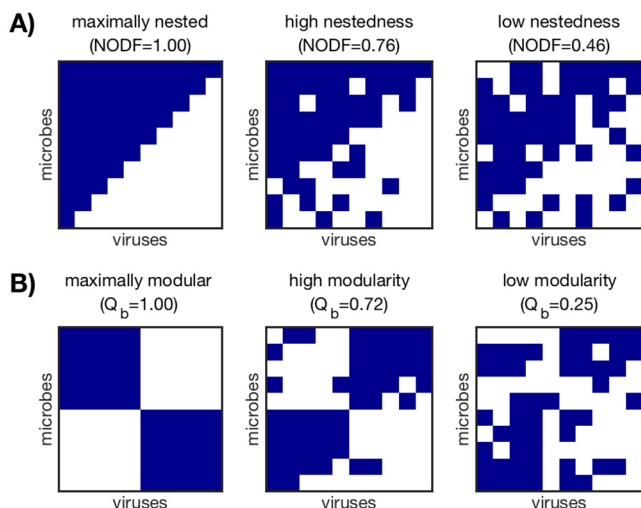 A)
maximally nested
(NODF=1.00)
high nestedness
(NODF=0.76)
low nestedness
(NODF=0.46)
microbes
viruses
microbes
viruses
microbes
viruses
B)
maximally modular
(Q_b=1.00)
high modularity
(Q_b=0.72)
low modularity
(Q_b=0.25)
microbes
viruses
microbes
viruses
microbes
viruses